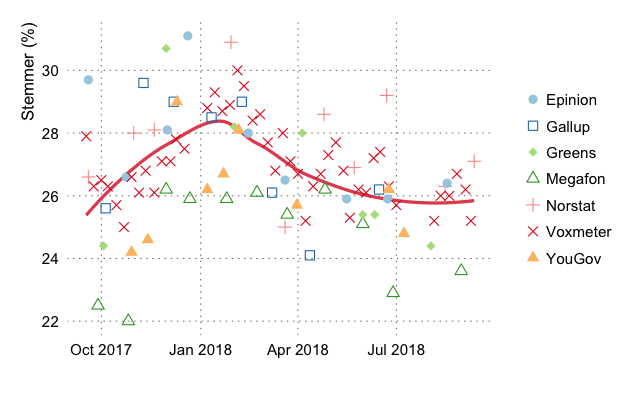 Stemmer (%)
30
28
26
24
22
Oct 2017
Jan 2018
Apr 2018
Jul 2018
Epinion
Gallup
Greens
Megafon
Norstat
Voxmeter
YouGov